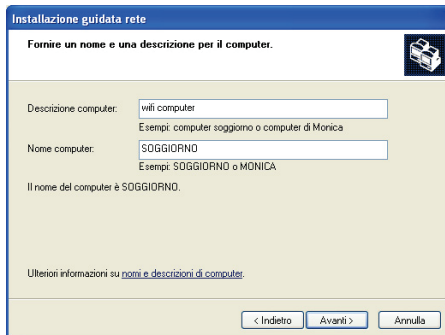 Installazione guidata rete
Fornire un nome e una descrizione per il computer.
Descrizione computer: wifi computer
Esempi: computer soggiorno o computer di Monica
Nome computer: SOGGIORNO
Esempi: SOGGIORNO o MONICA
Il nome del computer è SOGGIORNO.
Ulteriori informazioni su nomi e descrizioni di computer.
< Indietro Avanti > Annulla